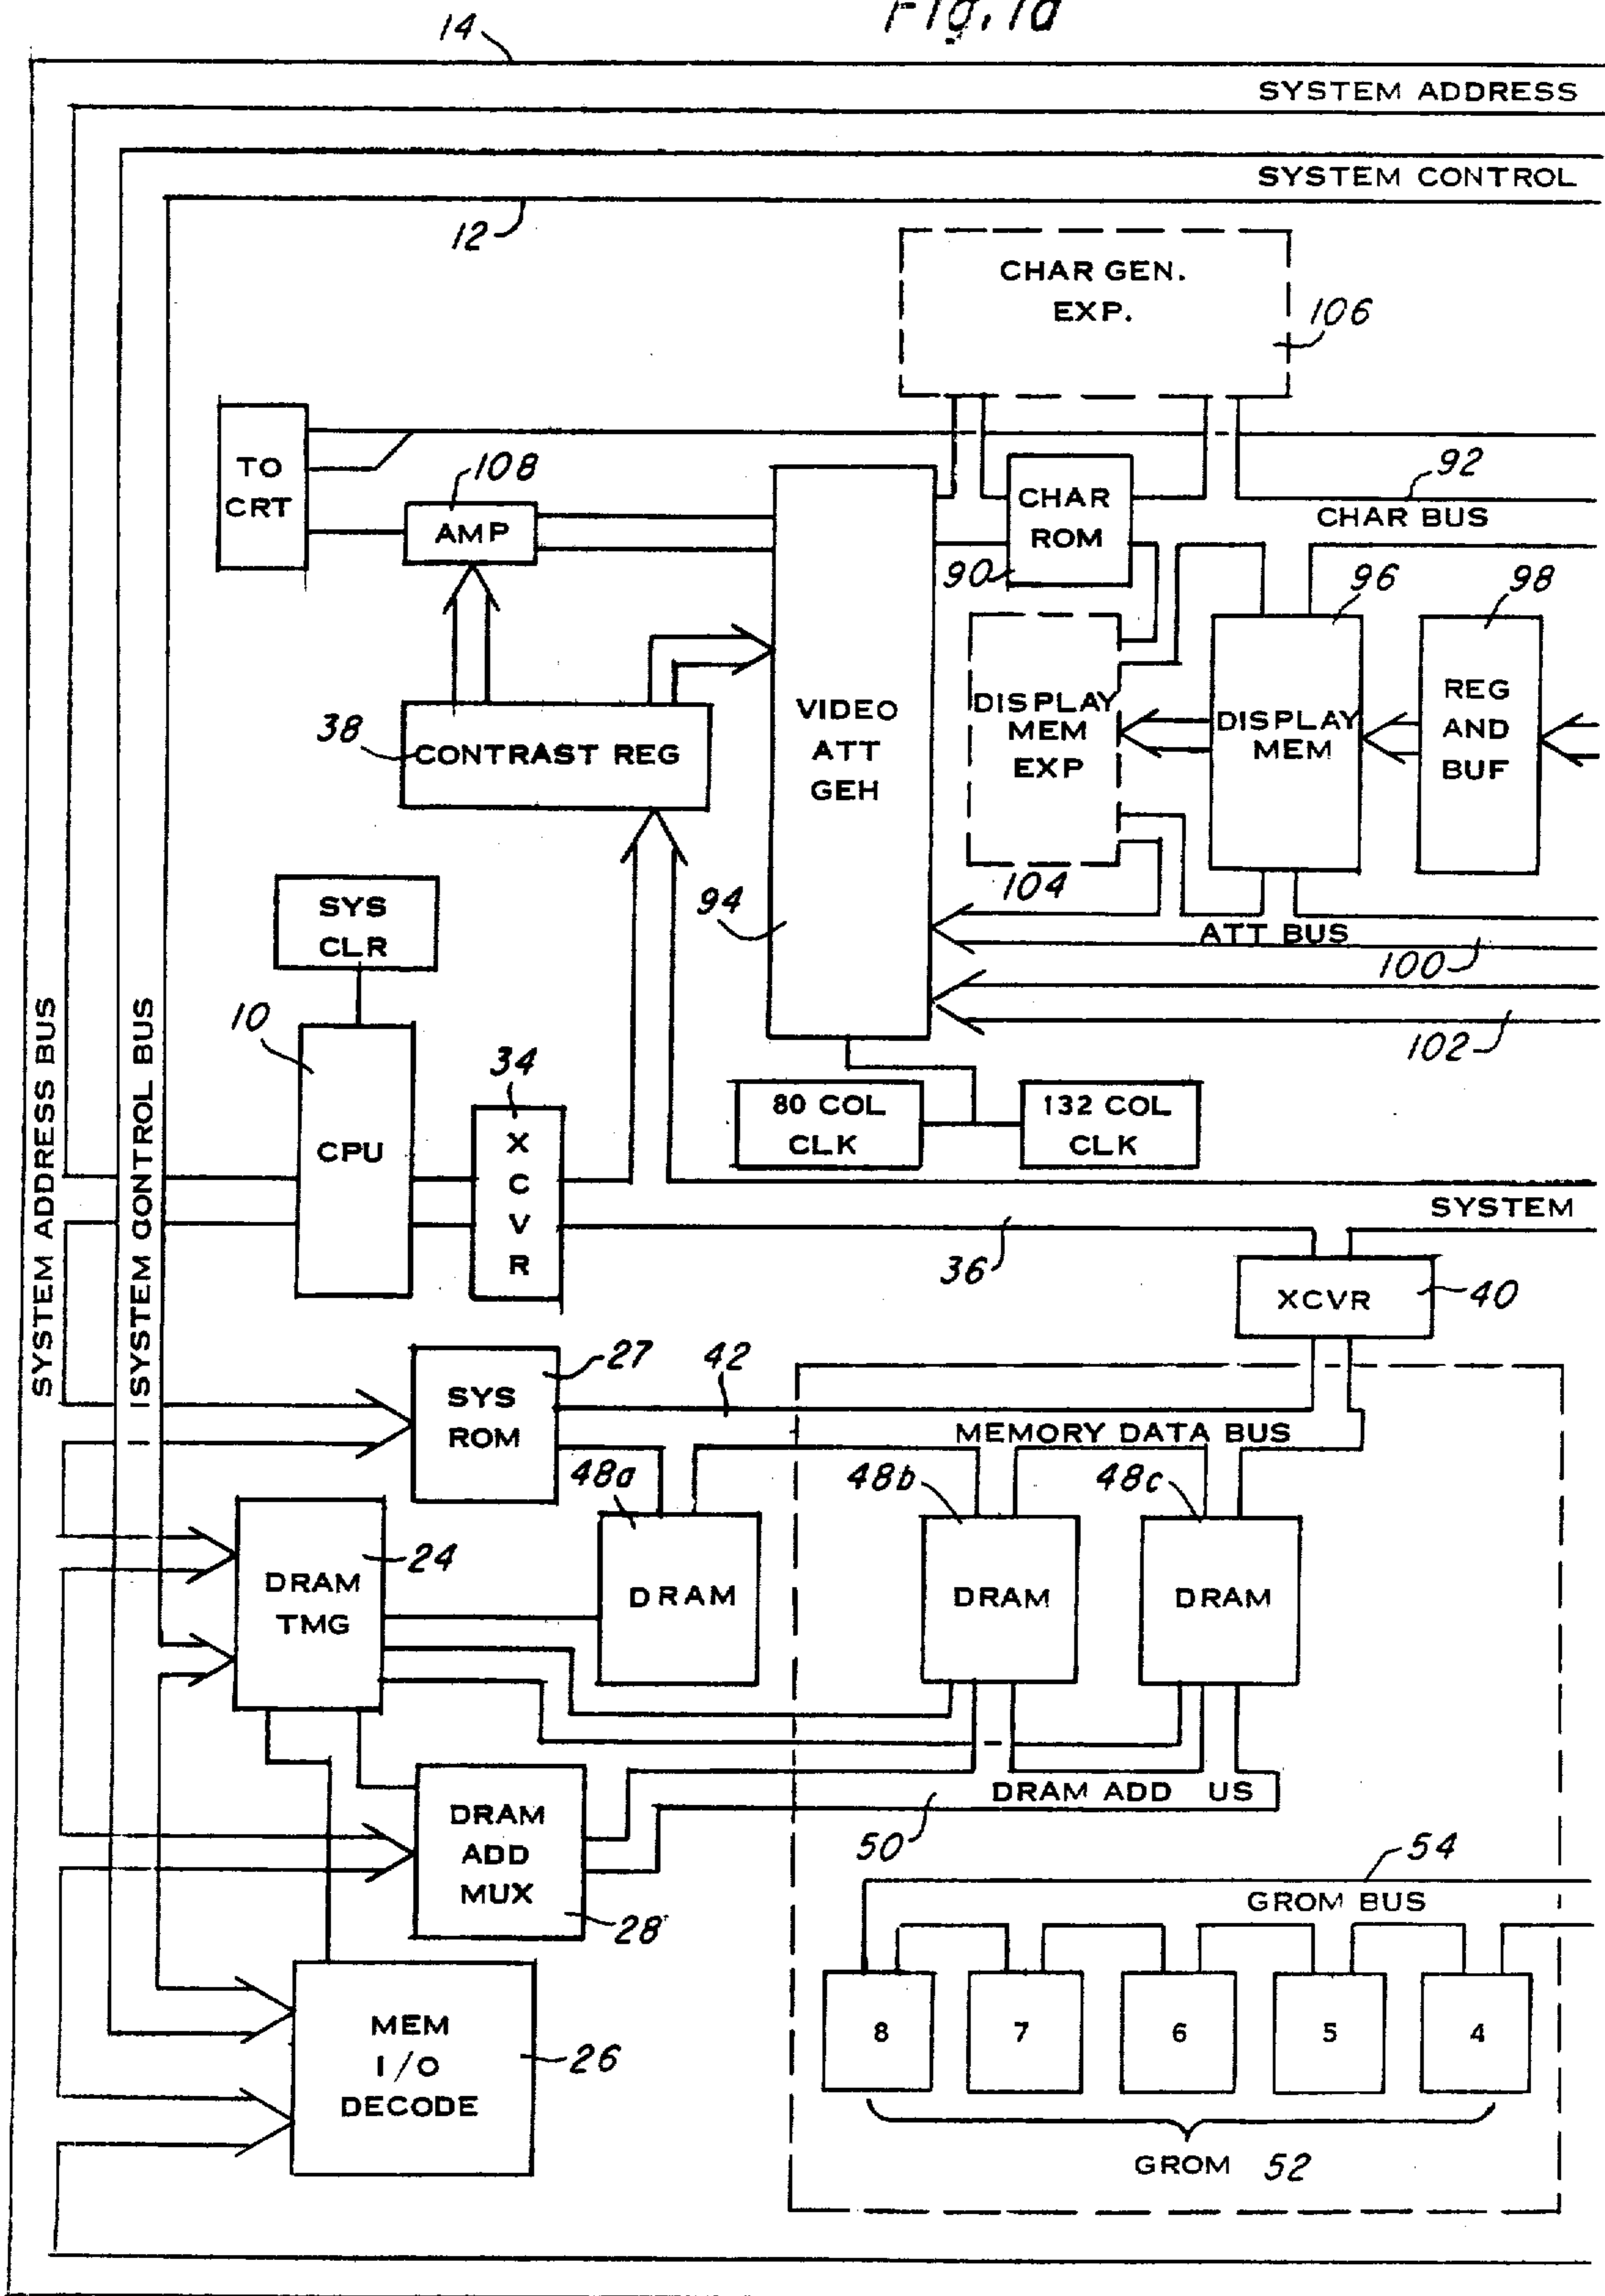 Fig. 1a
14
SYSTEM ADDRESS
SYSTEM CONTROL
12
CHAR GEN.
EXP.
106
TO
CRT
108
AMP
CHAR
ROM
90
92
CHAR BUS
96
98
38
CONTRAST REG
VIDEO
ATT
GEH
94
DISPLAY
MEM
EXP
104
DISPLAY
MEM
REG
AND
BUF
ATT BUS
100
102
SYS
CLR
10
CPU
34
X
C
V
R
80 COL
CLK
132 COL
CLK
SYSTEM ADDRESS BUS
SYSTEM CONTROL BUS
SYSTEM
36
XCVR
40
27
SYS
ROM
42
MEMORY DATA BUS
48a
48b
48c
24
DRAM
TMG
DRAM
DRAM
DRAM
DRAM
ADD
MUX
28
DRAM ADD US
50
54
GROM BUS
8
7
6
5
4
GROM 52
MEM
I/O
DECODE
26